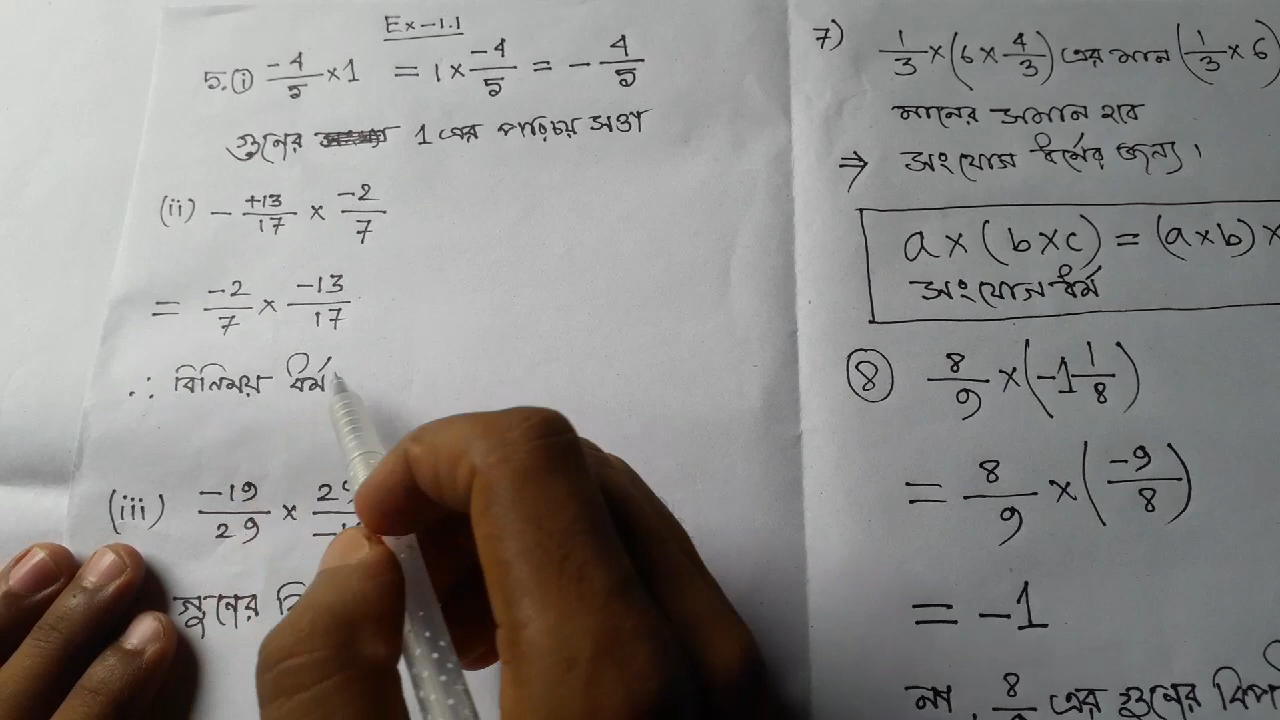 Ex-1.1
5.(i) -4/5 × 1 = 1 × -4/5 = -4/5
গুনের 1 এর পরিচয় সত্তা
(ii) - +13/17 × -2/7
= -2/7 × -13/17
∴ বিনিময় ধর্ম
(iii) -19/29 ×
গুনের
7) 1/3 × (6 × 4/3) এর মান (1/3 × 6)
মানের সমান হব
⇒ সংযোজ ধর্মের জন্য।
a × (b × c) = (a × b) ×
সংযোজ ধর্ম
(8) 8/9 × (-1 1/8)
= 8/9 × (-9/8)
= -1
না, 8 এর গুনের বিপ